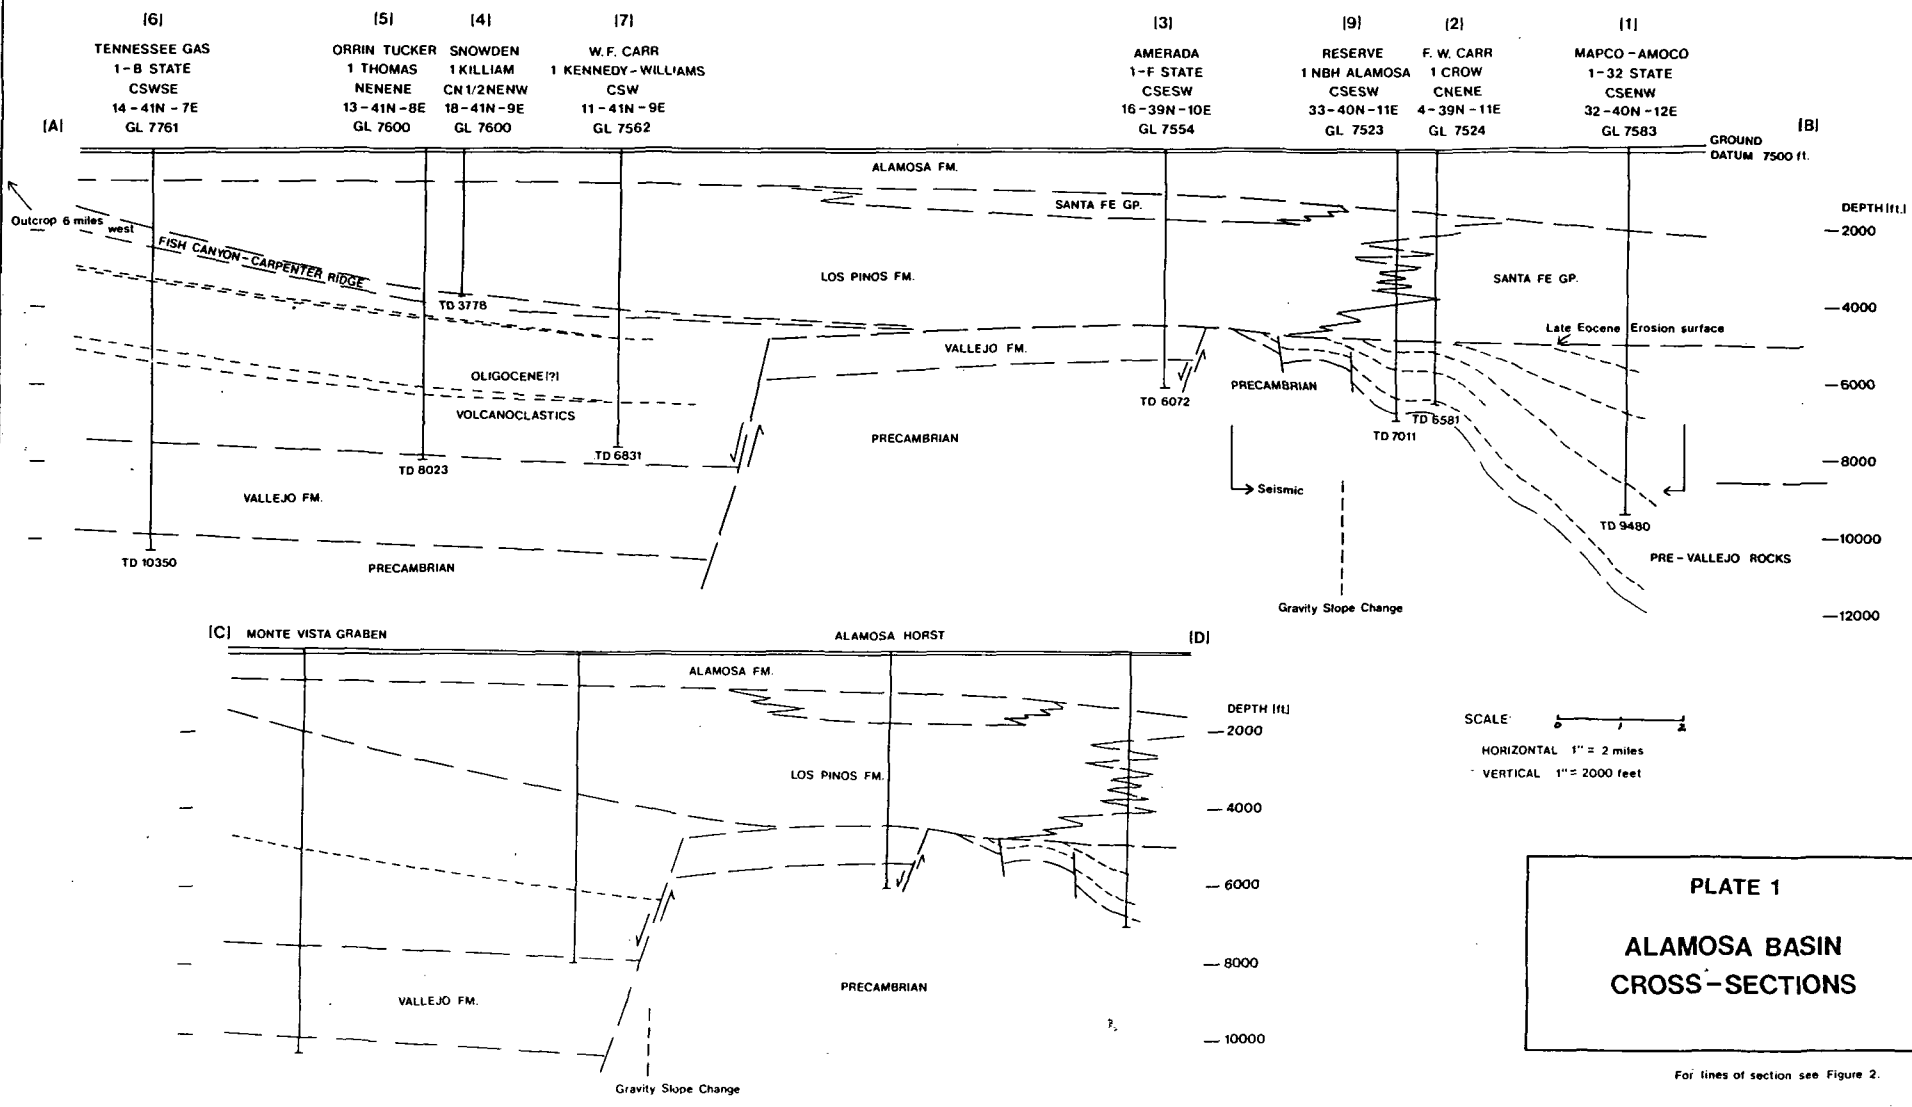 [6]
TENNESSEE GAS
1-B STATE
CSWSE
14-41N-7E
GL 7761
[5]
ORRIN TUCKER
1 THOMAS
NENENE
13-41N-8E
GL 7600
[4]
SNOWDEN
1 KILLIAM
CN 1/2 NENW
18-41N-9E
GL 7600
[7]
W.F. CARR
1 KENNEDY-WILLIAMS
CSW
11-41N-9E
GL 7562
[3]
AMERADA
1-F STATE
CSESW
16-39N-10E
GL 7554
[9]
RESERVE
1 NBH ALAMOSA
CSESW
33-40N-11E
GL 7523
[2]
F. W. CARR
1 CROW
CNENE
4-39N-11E
GL 7524
[1]
MAPCO-AMOCO
1-32 STATE
CSENW
32-40N-12E
GL 7583
[A]
[B]
GROUND
DATUM 7500 ft.
ALAMOSA FM.
SANTA FE GP.
DEPTH [ft.]
2000
Outcrop 6 miles
west
FISH CANYON-CARPENTER RIDGE
LOS PINOS FM.
SANTA FE GP.
TD 3778
4000
Late Eocene Erosion surface
VALLEJO FM.
OLIGOCENE[?]
VOLCANOCLASTICS
PRECAMBRIAN
6000
TD 6072
TD 6581
TD 7011
PRECAMBRIAN
TD 6831
TD 8023
8000
Seismic
VALLEJO FM.
TD 9480
10000
TD 10350
PRECAMBRIAN
PRE-VALLEJO ROCKS
Gravity Slope Change
12000
[C] MONTE VISTA GRABEN
ALAMOSA HORST
[D]
ALAMOSA FM.
DEPTH [ft]
2000
LOS PINOS FM.
4000
6000
8000
PRECAMBRIAN
VALLEJO FM.
10000
Gravity Slope Change
SCALE
0 1 2
HORIZONTAL 1" = 2 miles
VERTICAL 1" = 2000 feet
PLATE 1
ALAMOSA BASIN
CROSS-SECTIONS
For lines of section see Figure 2.